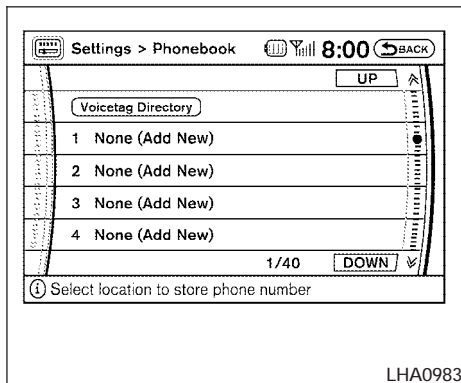 Settings > Phonebook 8:00 BACK
UP
Voicetag Directory
1 None (Add New)
2 None (Add New)
3 None (Add New)
4 None (Add New)
1/40 DOWN
i Select location to store phone number
LHA0983